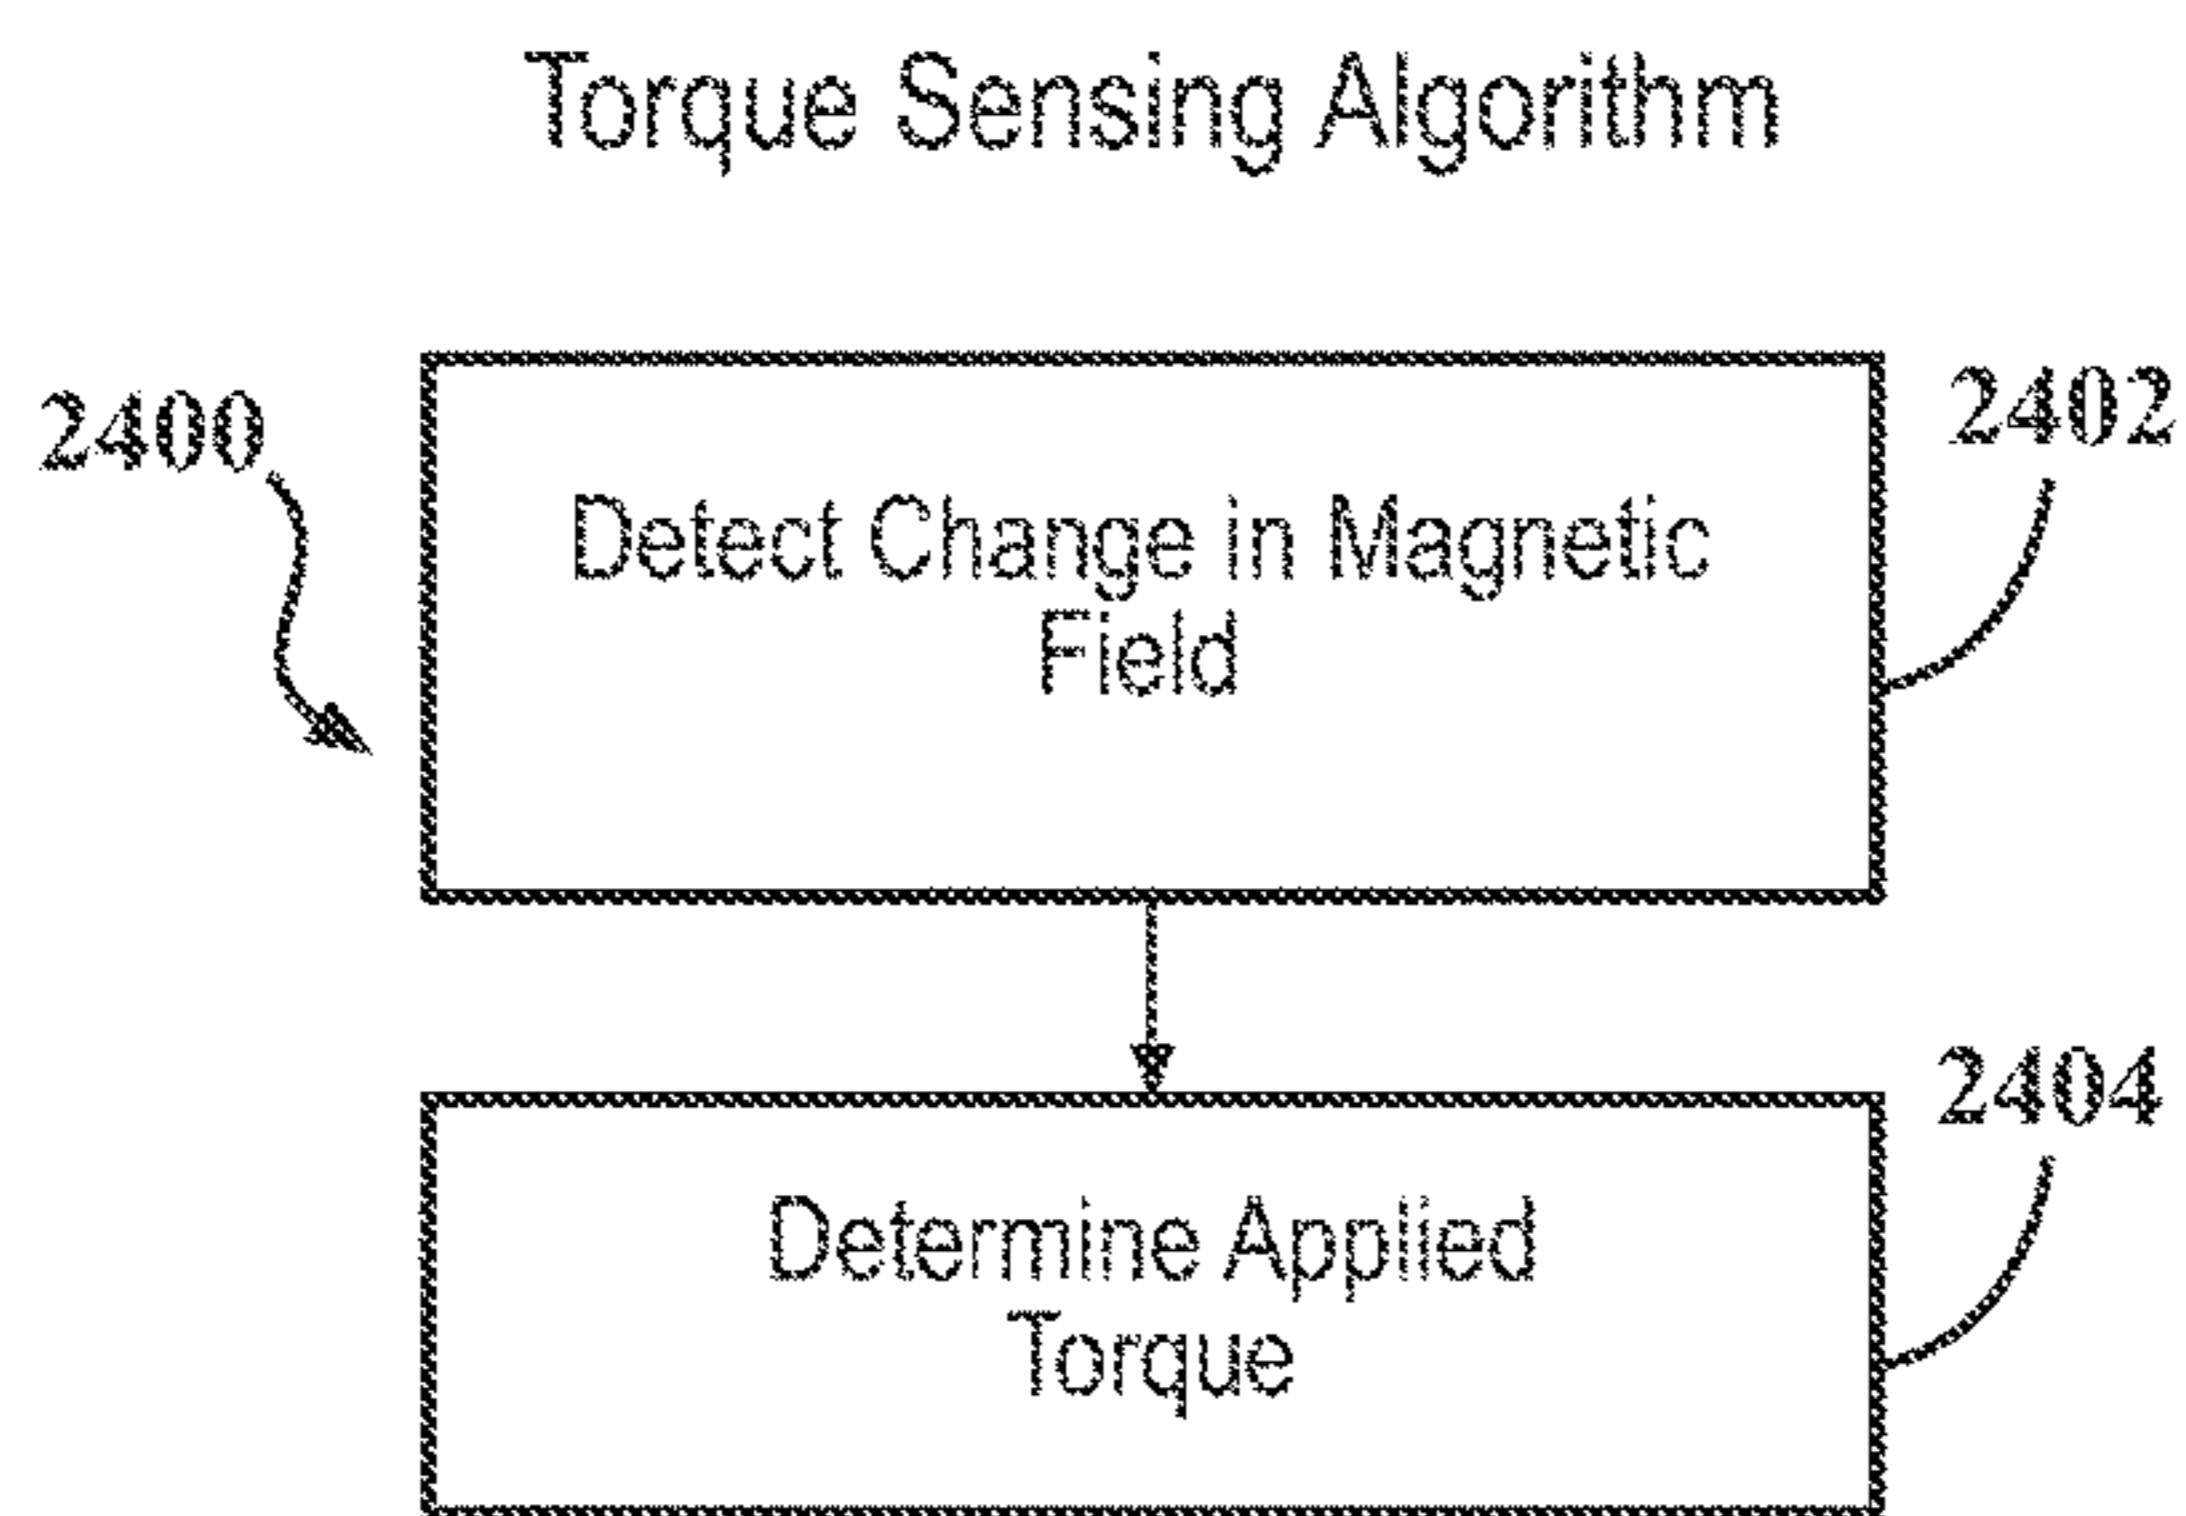 Torque Sensing Algorithm
2400
2402
Detect Change in Magnetic
Field
2404
Determine Applied
Torque